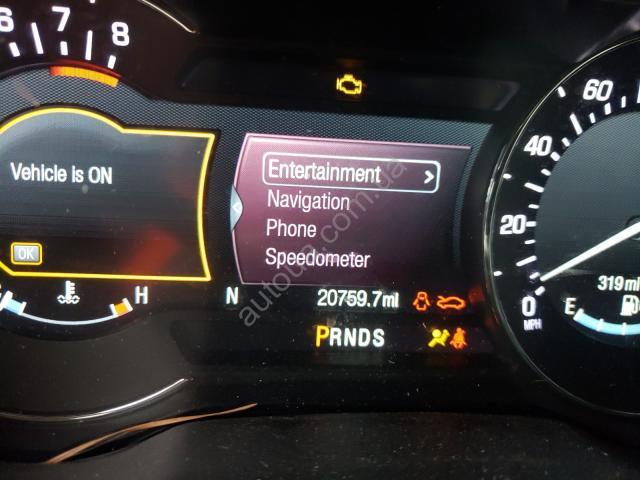 6 7 8
60
40
20
0
MPH
Vehicle is ON
OK
Entertainment >
Navigation
Phone
Speedometer
H
N
20759.7mi
319mi
E
PRNDS
autoua.com.ua